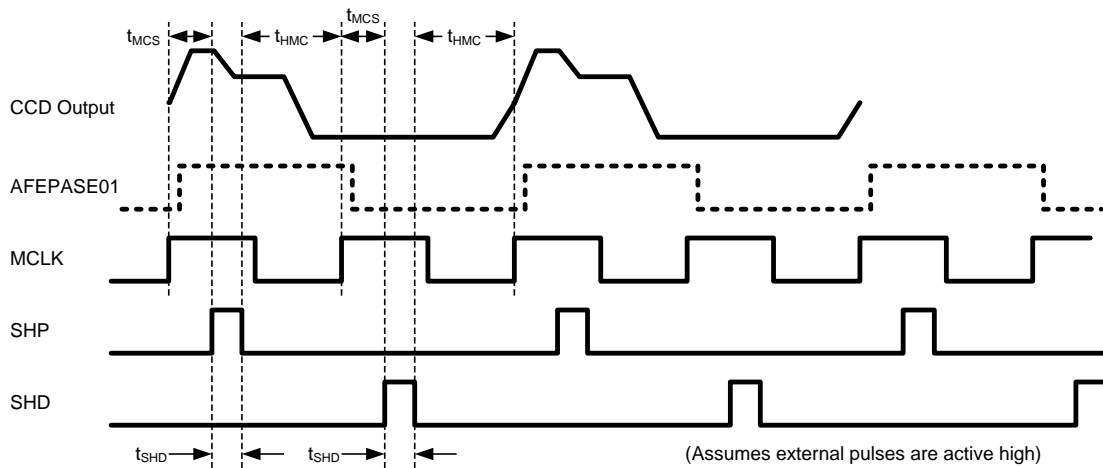 tMCS
tMCS tHMC tHMC
CCD Output
AFEPASE01
MCLK
SHP
SHD
tSHD tSHD (Assumes external pulses are active high)